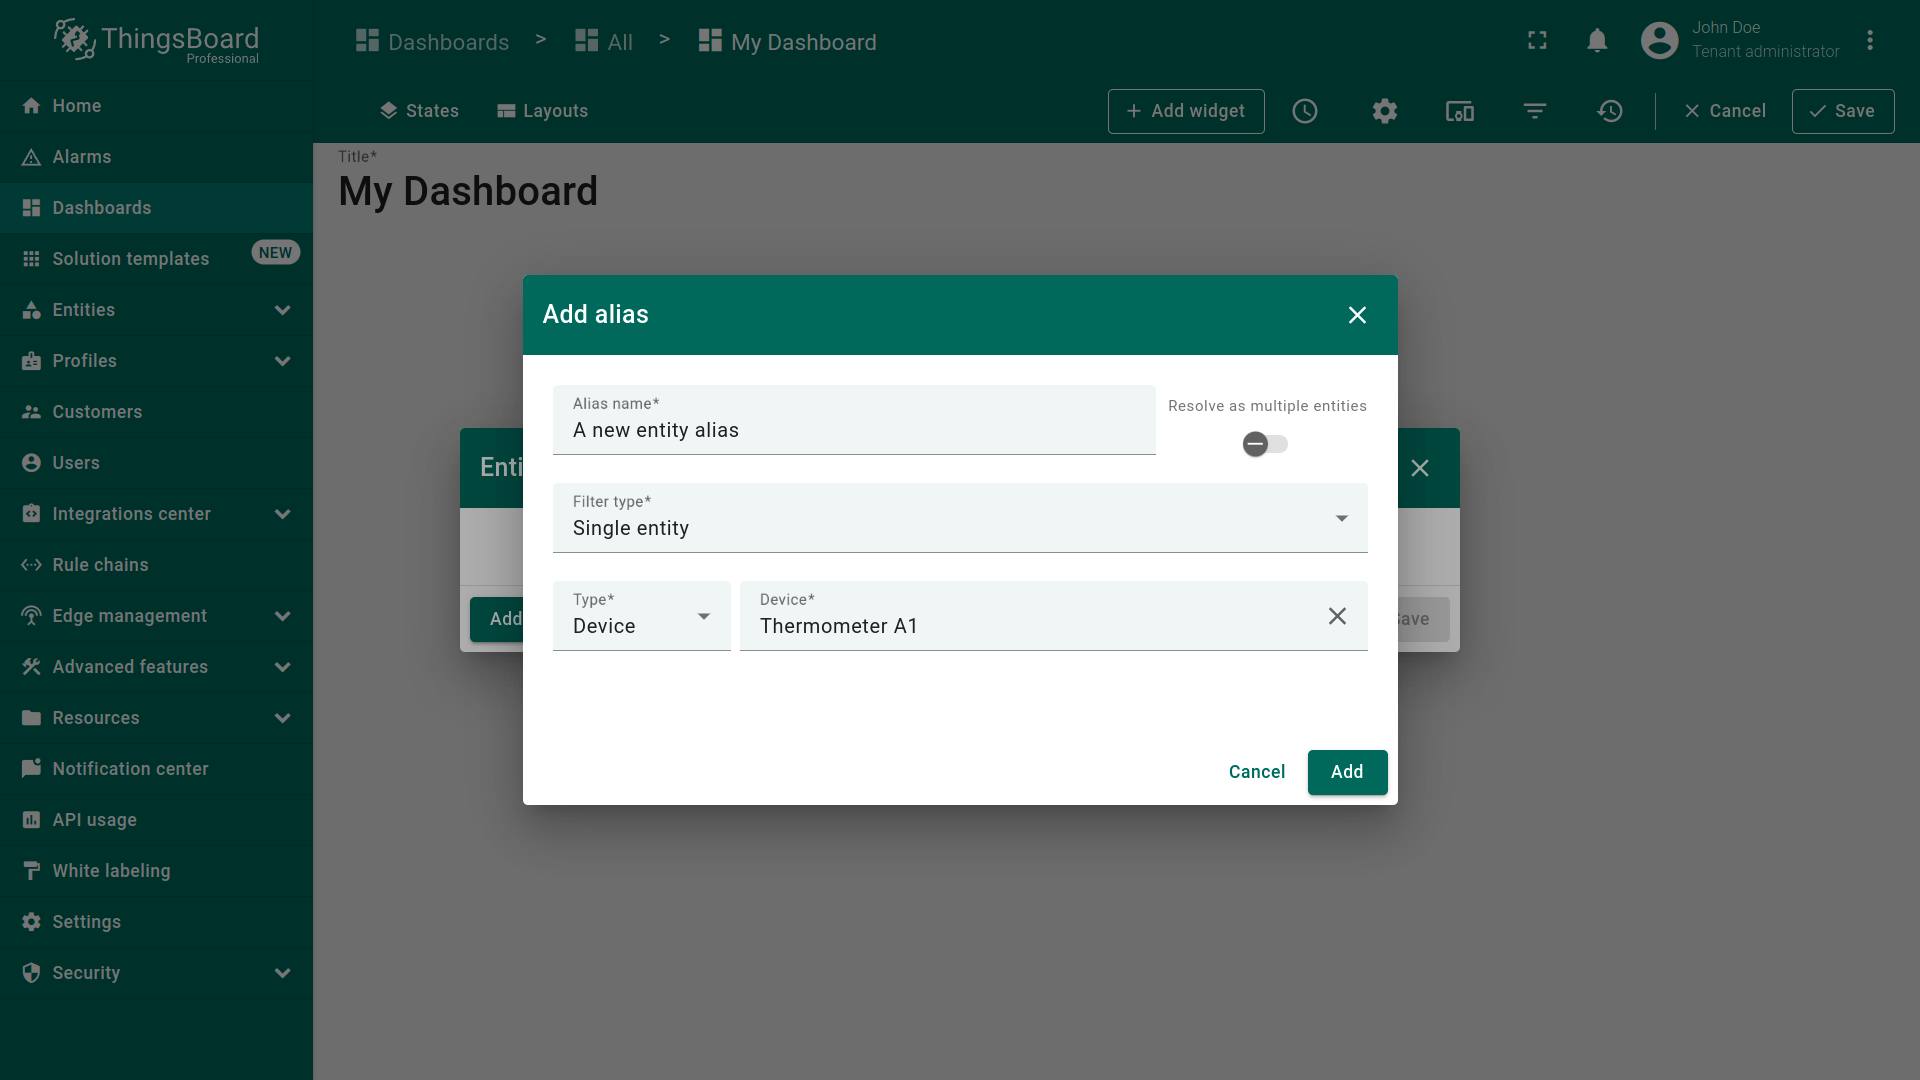 ThingsBoard
Professional
Dashboards > All > My Dashboard
John Doe
Tenant administrator
States
Layouts
+ Add widget
Cancel
Save
Home
Alarms
Dashboards
Solution templates
NEW
Entities
Profiles
Customers
Users
Integrations center
Rule chains
Edge management
Advanced features
Resources
Notification center
API usage
White labeling
Settings
Security
Title*
My Dashboard
Add alias
Alias name*
A new entity alias
Resolve as multiple entities
Filter type*
Single entity
Type*
Device
Device*
Thermometer A1
Cancel
Add
Enti
Add
ave